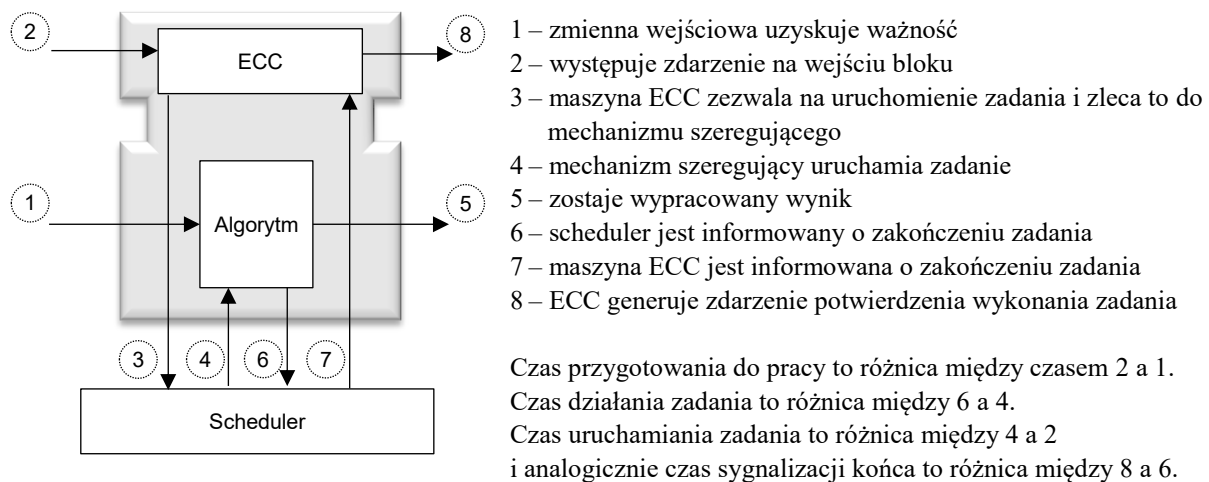 2
ECC
8
1
Algorytm
5
3
4
6
7
Scheduler
1 – zmienna wejściowa uzyskuje ważność
2 – występuje zdarzenie na wejściu bloku
3 – maszyna ECC zezwala na uruchomienie zadania i zleca to do
mechanizmu szeregującego
4 – mechanizm szeregujący uruchamia zadanie
5 – zostaje wypracowany wynik
6 – scheduler jest informowany o zakończeniu zadania
7 – maszyna ECC jest informowana o zakończeniu zadania
8 – ECC generuje zdarzenie potwierdzenia wykonania zadania
Czas przygotowania do pracy to różnica między czasem 2 a 1.
Czas działania zadania to różnica między 6 a 4.
Czas uruchamiania zadania to różnica między 4 a 2
i analogicznie czas sygnalizacji końca to różnica między 8 a 6.